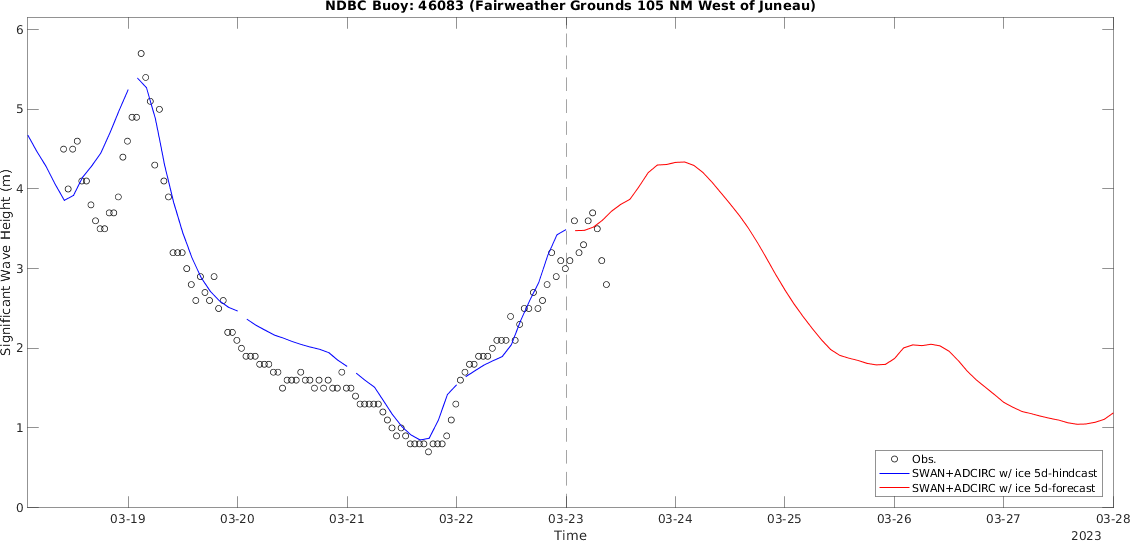 NDBC Buoy: 46083 (Fairweather Grounds 105 NM West of Juneau)
Significant Wave Height (m)
6
5
4
3
2
1
0
Obs.
SWAN+ADCIRC w/ ice 5d-hindcast
SWAN+ADCIRC w/ ice 5d-forecast
03-19 03-20 03-21 03-22 03-23 03-24 03-25 03-26 03-27 03-28
Time
2023